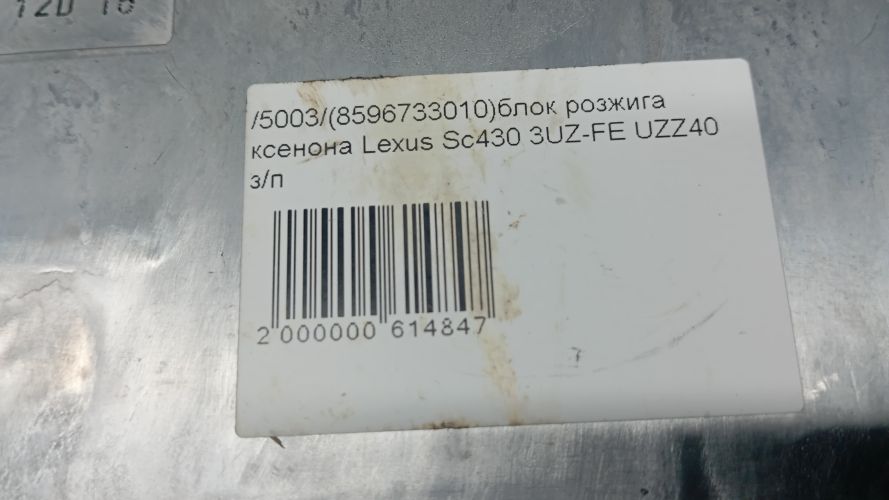 12D 16
/5003/(8596733010)блок розжига
ксенона Lexus Sc430 3UZ-FE UZZ40
з/п
2 000000 614847